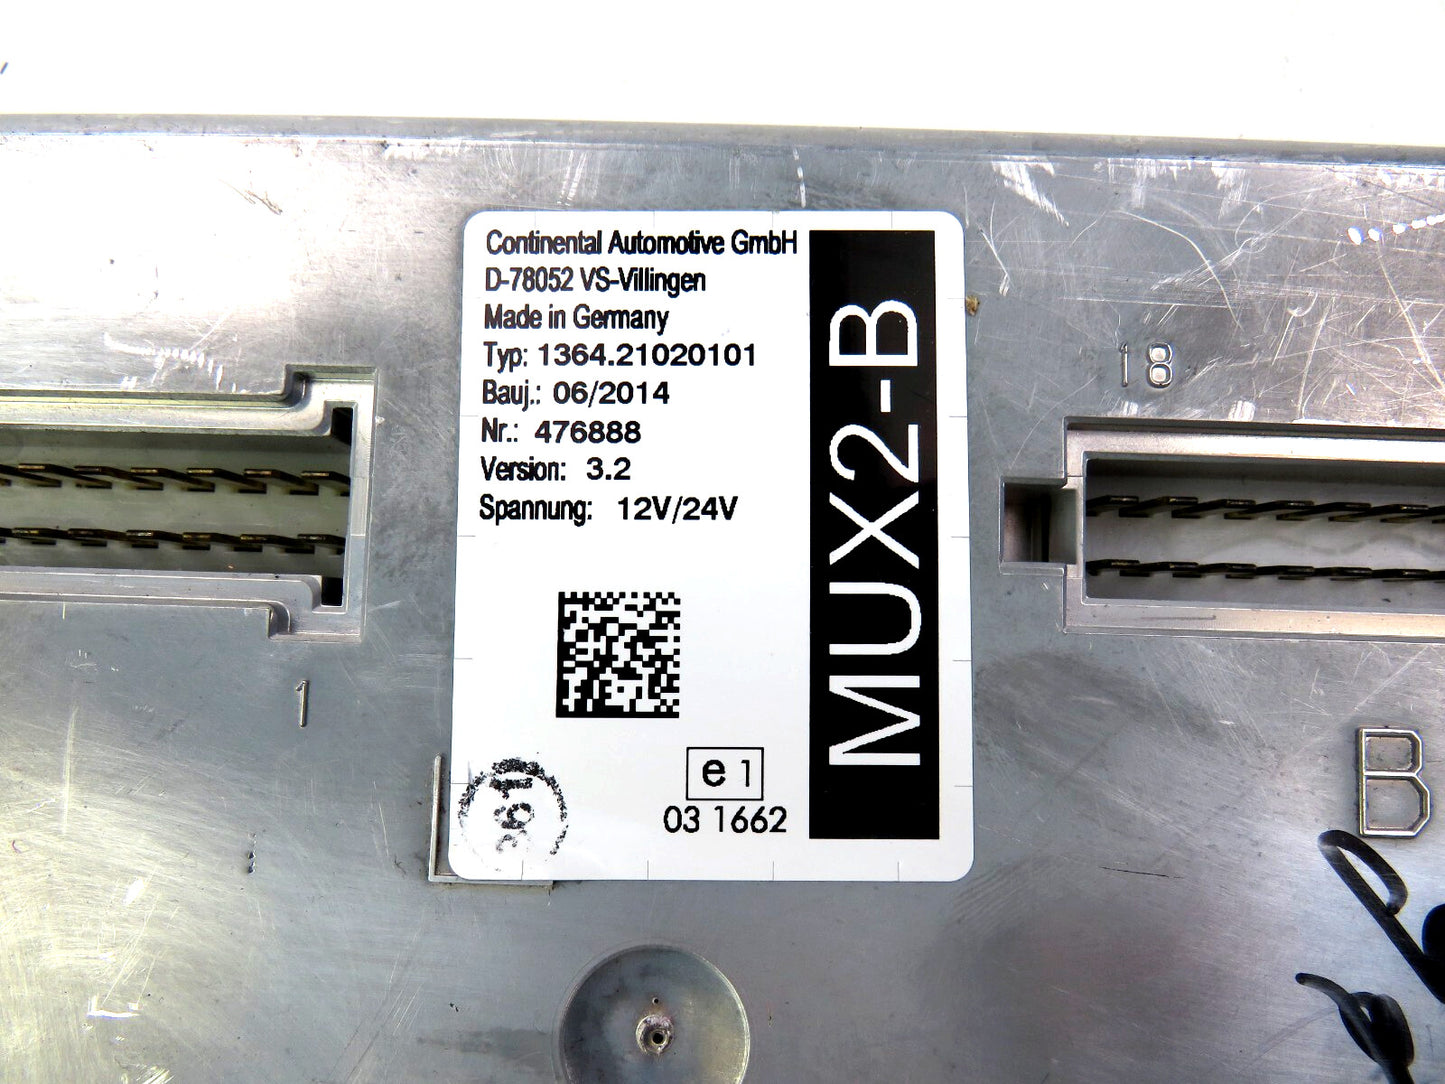 Continental Automotive GmbH
D-78052 VS-Villingen
Made in Germany
Typ: 1364.21020101
Bauj.: 06/2014
Nr.: 476888
Version: 3.2
Spannung: 12V/24V
MUX2-B
e1
03 1662
18
1
B